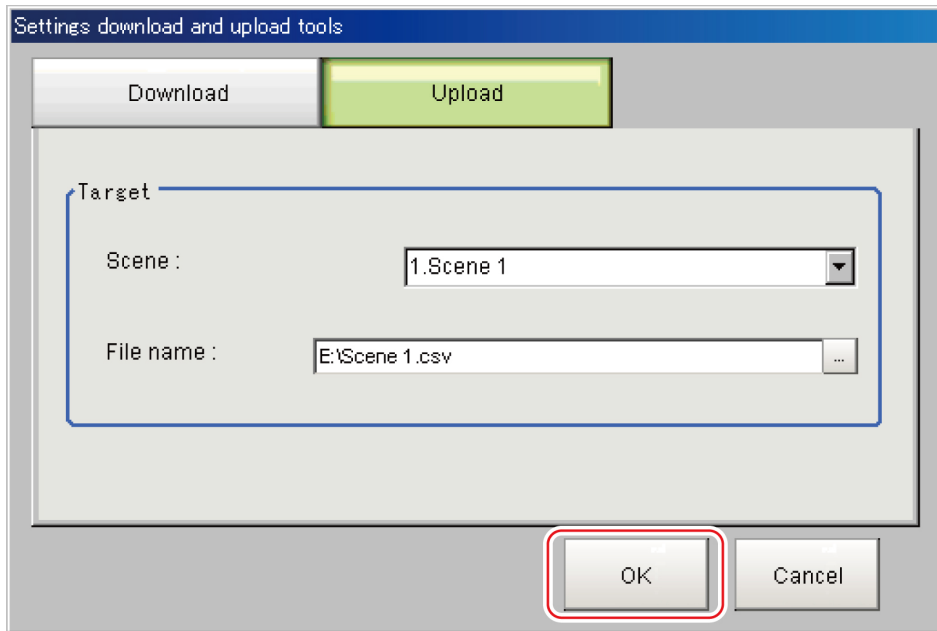 Settings download and upload tools
Download Upload
Target
Scene : 1.Scene 1
File name : E:\Scene 1.csv ...
OK Cancel